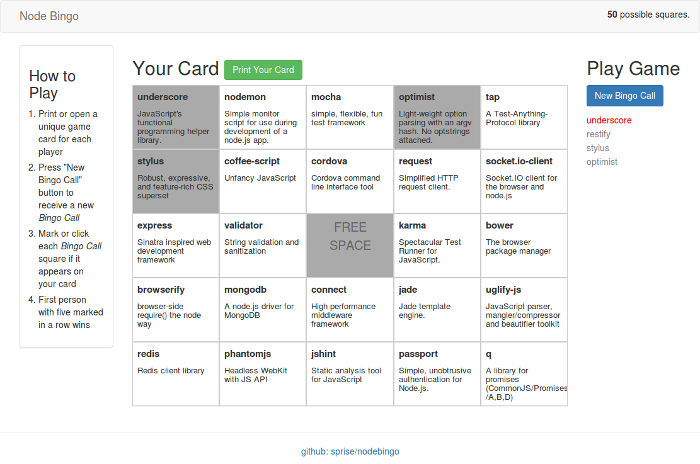 Node Bingo
50 possible squares.
How to
Play
1. Print or open a
unique game
card for each
player
2. Press "New
Bingo Call"
button to
receive a new
Bingo Call
3. Mark or click
each Bingo Call
square if it
appears on
your card
4. First person
with five marked
in a row wins
Your Card
Print Your Card
underscore
JavaScript's
functional
programming helper
library.
nodemon
Simple monitor
script for use during
development of a
node.js app.
mocha
simple, flexible, fun
test framework
optimist
Light-weight option
parsing with an argv
hash. No optstrings
attached.
tap
A Test-Anything-
Protocol library
stylus
Robust, expressive,
and feature-rich CSS
superset
coffee-script
Unfancy JavaScript
cordova
Cordova command
line interface tool
request
Simplified HTTP
request client.
socket.io-client
Socket.IO client for
the browser and
node.js
express
Sinatra inspired web
development
framework
validator
String validation and
sanitization
FREE
SPACE
karma
Spectacular Test
Runner for
JavaScript.
bower
The browser
package manager
browserify
browser-side
require() the node
way
mongodb
A node.js driver for
MongoDB
connect
High performance
middleware
framework
jade
Jade template
engine.
uglify-js
JavaScript parser,
mangler/compressor
and beautifier toolkit
redis
Redis client library
phantomjs
Headless WebKit
with JS API
jshint
Static analysis tool
for JavaScript
passport
Simple, unobtrusive
authentication for
Node.js.
q
A library for
promises
(CommonJS/Promises
/A,B,D)
Play Game
New Bingo Call
underscore
restify
stylus
optimist
github: sprise/nodebingo